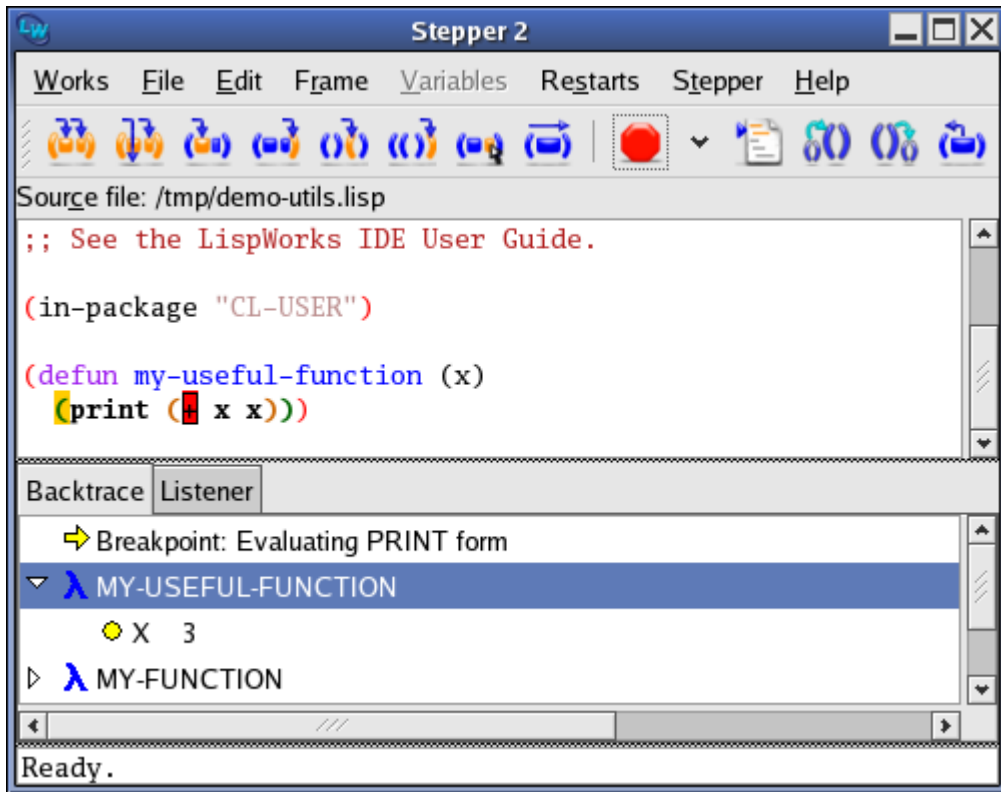 LW
Stepper 2
Works File Edit Frame Variables Restarts Stepper Help
Source file: /tmp/demo-utils.lisp
;; See the LispWorks IDE User Guide.
(in-package "CL-USER")
(defun my-useful-function (x)
(print (+ x x)))
Backtrace Listener
Breakpoint: Evaluating PRINT form
λ MY-USEFUL-FUNCTION
X 3
λ MY-FUNCTION
Ready.